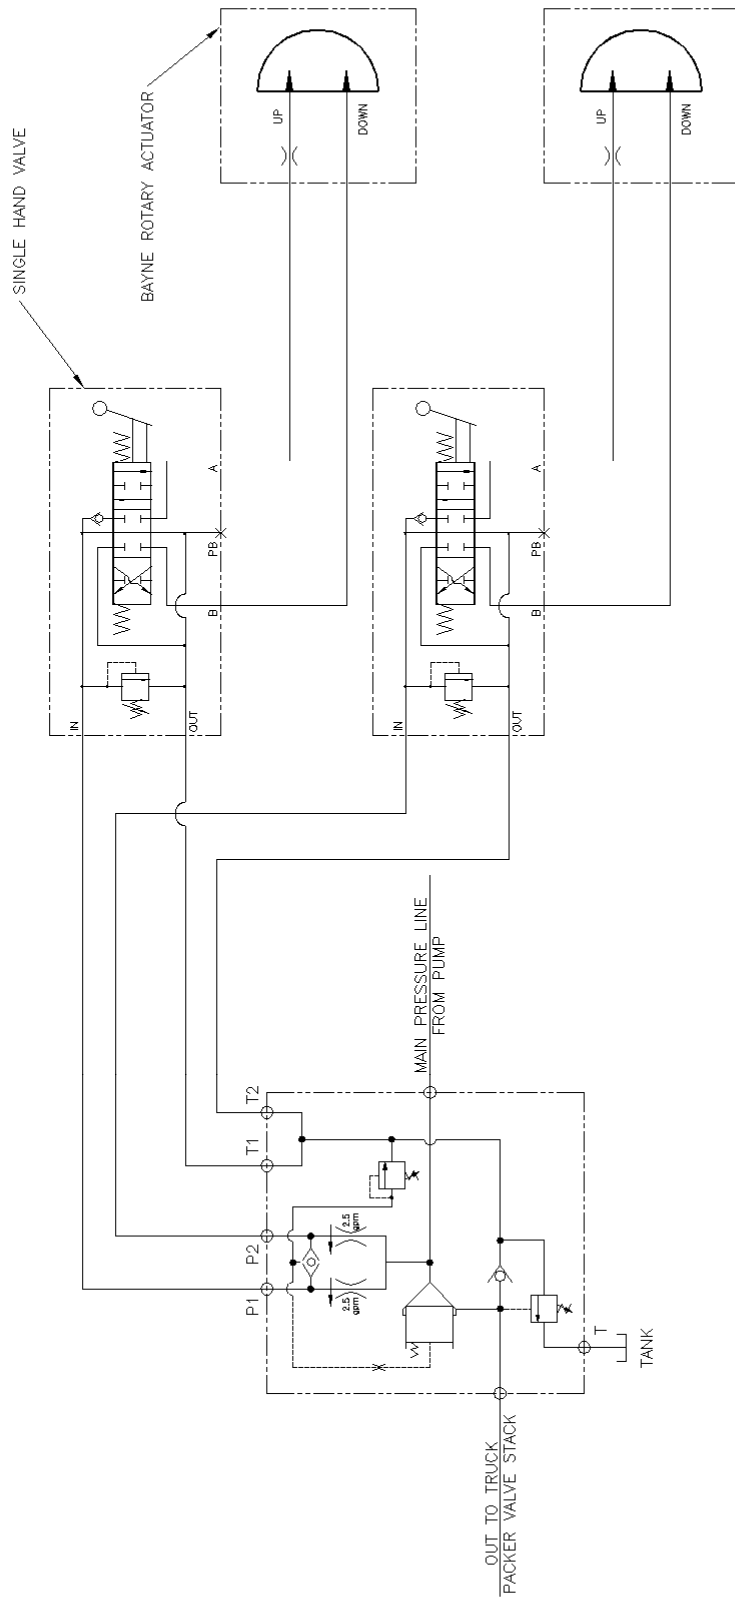 SINGLE HAND VALVE
BAYNE ROTARY ACTUATOR
UP
DOWN
UP
DOWN
A
PB
B
IN
OUT
A
PB
B
IN
OUT
MAIN PRESSURE LINE
FROM PUMP
T2
T1
P2
P1
2.5
gpm
2.5
gpm
T
TANK
OUT TO TRUCK
PACKER VALVE STACK